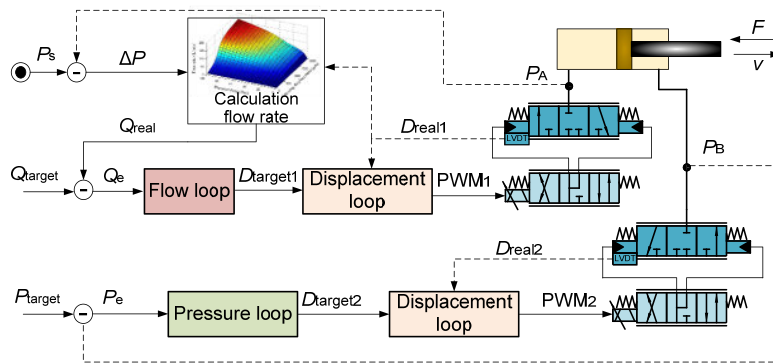 Ps
ΔP
Calculation
flow rate
PA
F
v
Qreal
Dreal1
LVDT
PB
Qtarget
Qe
Flow loop
Dtarget1
Displacement
loop
PWM1
Dreal2
LVDT
Ptarget
Pe
Pressure loop
Dtarget2
Displacement
loop
PWM2